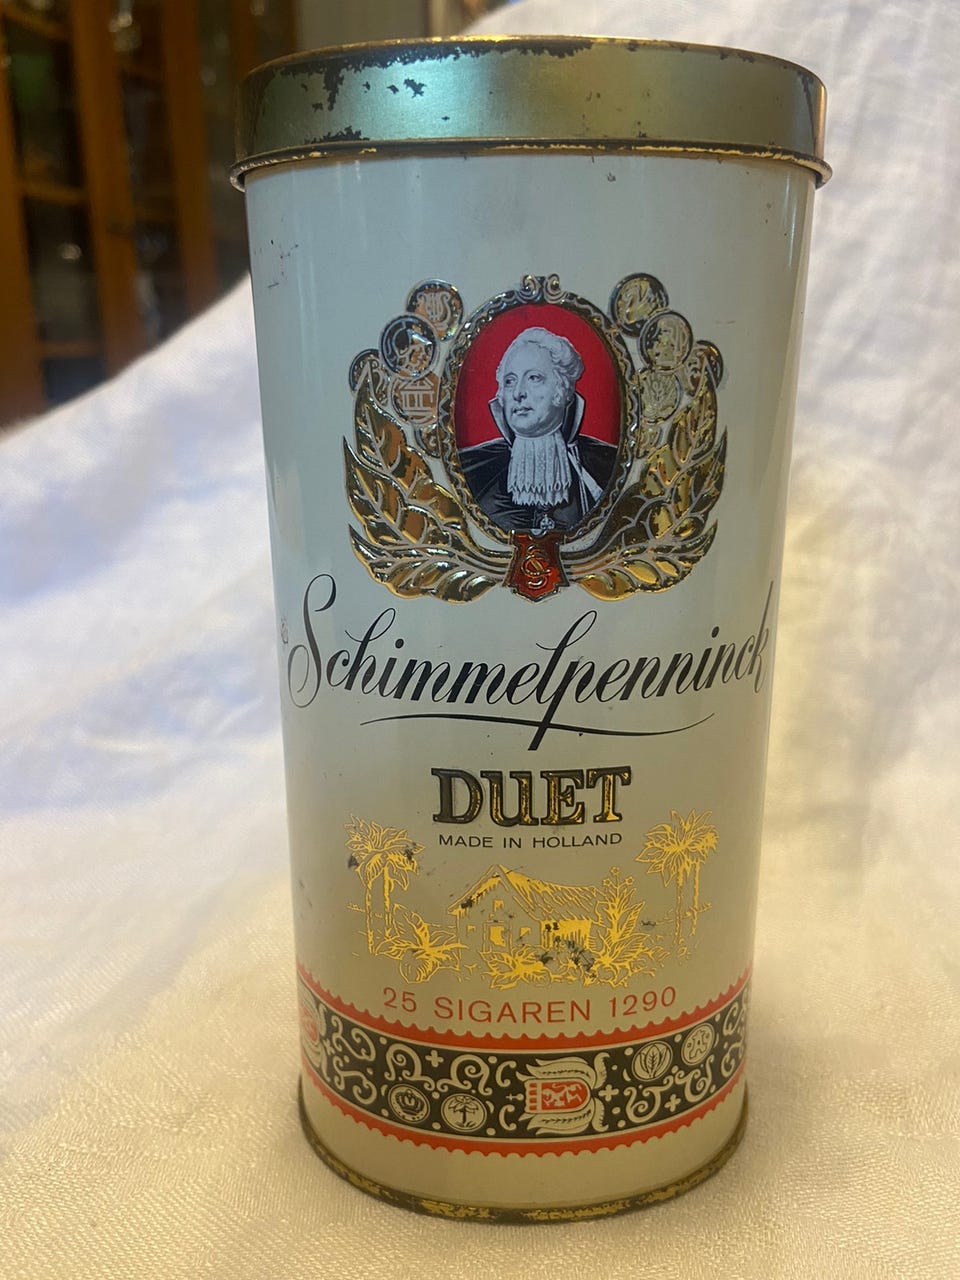 Schimmelpenninck
DUET
MADE IN HOLLAND
25 SIGAREN 1290